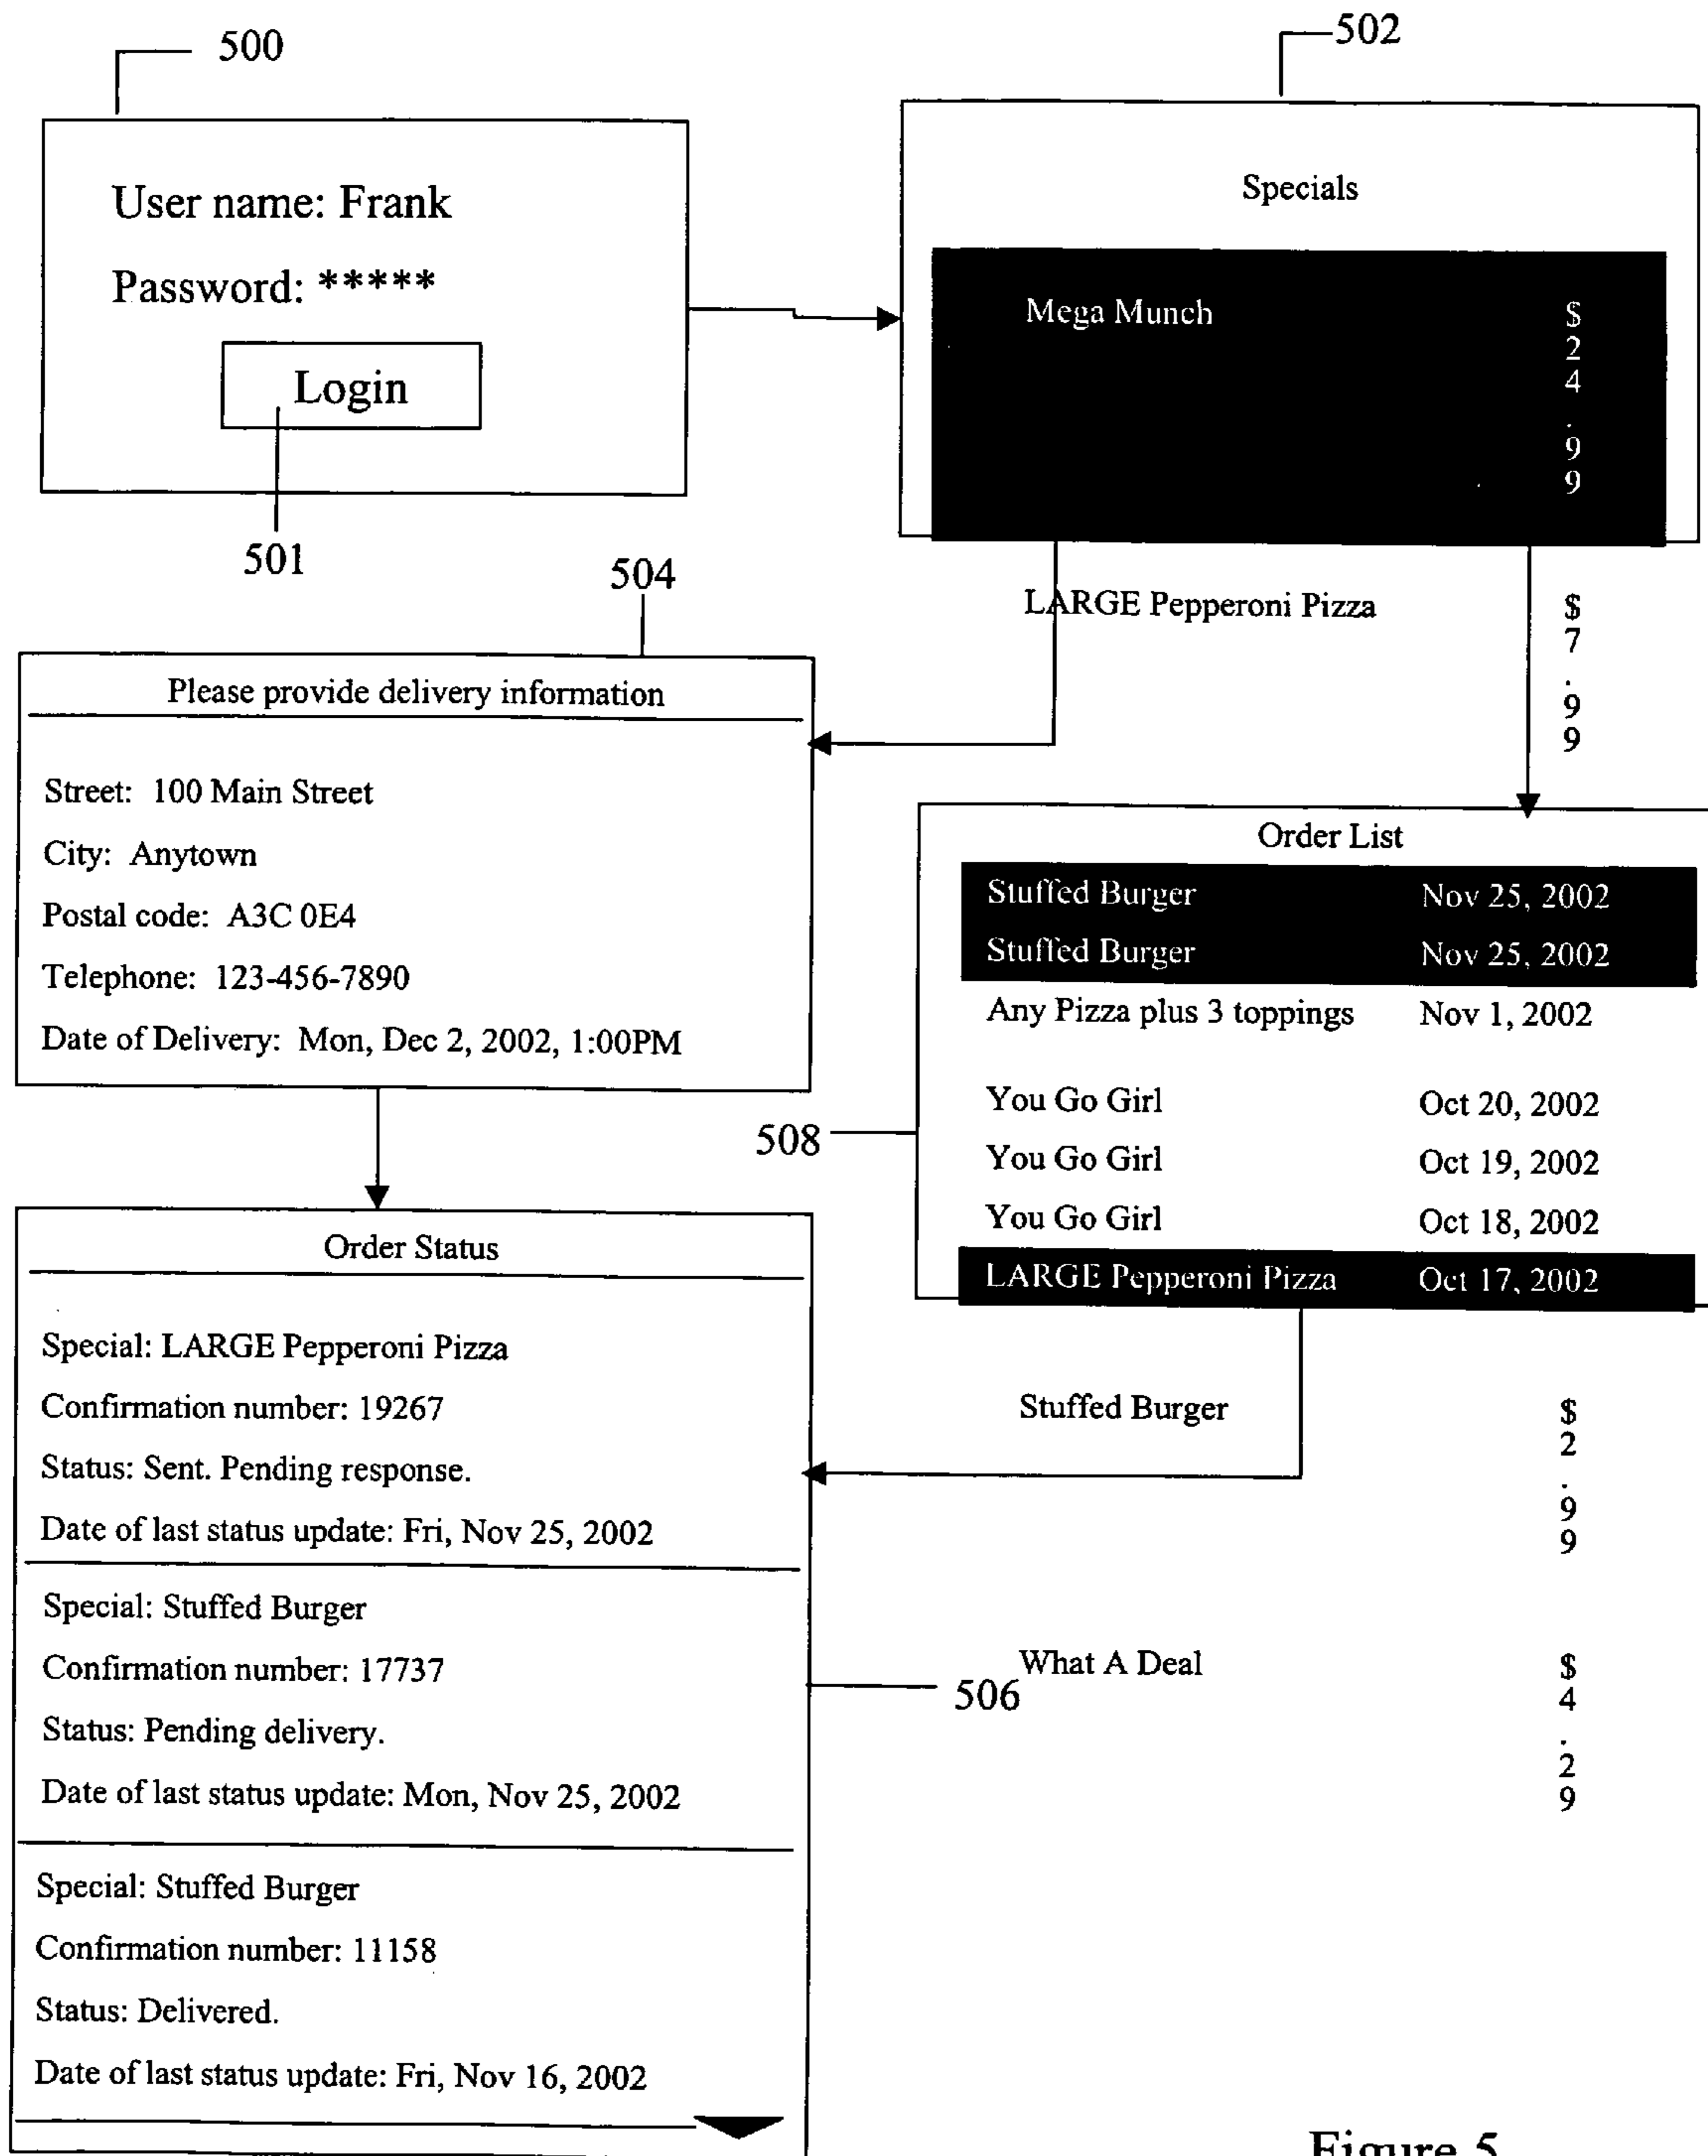 500
502
User name: Frank
Password: *****
Login
501
Specials
Mega Munch
$
2
4
.
9
9
LARGE Pepperoni Pizza
$
7
.
9
9
504
Please provide delivery information
Street: 100 Main Street
City: Anytown
Postal code: A3C 0E4
Telephone: 123-456-7890
Date of Delivery: Mon, Dec 2, 2002, 1:00PM
Order List
Stuffed Burger Nov 25, 2002
Stuffed Burger Nov 25, 2002
Any Pizza plus 3 toppings Nov 1, 2002
You Go Girl Oct 20, 2002
You Go Girl Oct 19, 2002
You Go Girl Oct 18, 2002
LARGE Pepperoni Pizza Oct 17, 2002
508
Order Status
Special: LARGE Pepperoni Pizza
Confirmation number: 19267
Status: Sent. Pending response.
Date of last status update: Fri, Nov 25, 2002
Special: Stuffed Burger
Confirmation number: 17737
Status: Pending delivery.
Date of last status update: Mon, Nov 25, 2002
Special: Stuffed Burger
Confirmation number: 11158
Status: Delivered.
Date of last status update: Fri, Nov 16, 2002
Stuffed Burger
$
2
.
9
9
506
What A Deal
$
4
.
2
9
Figure 5